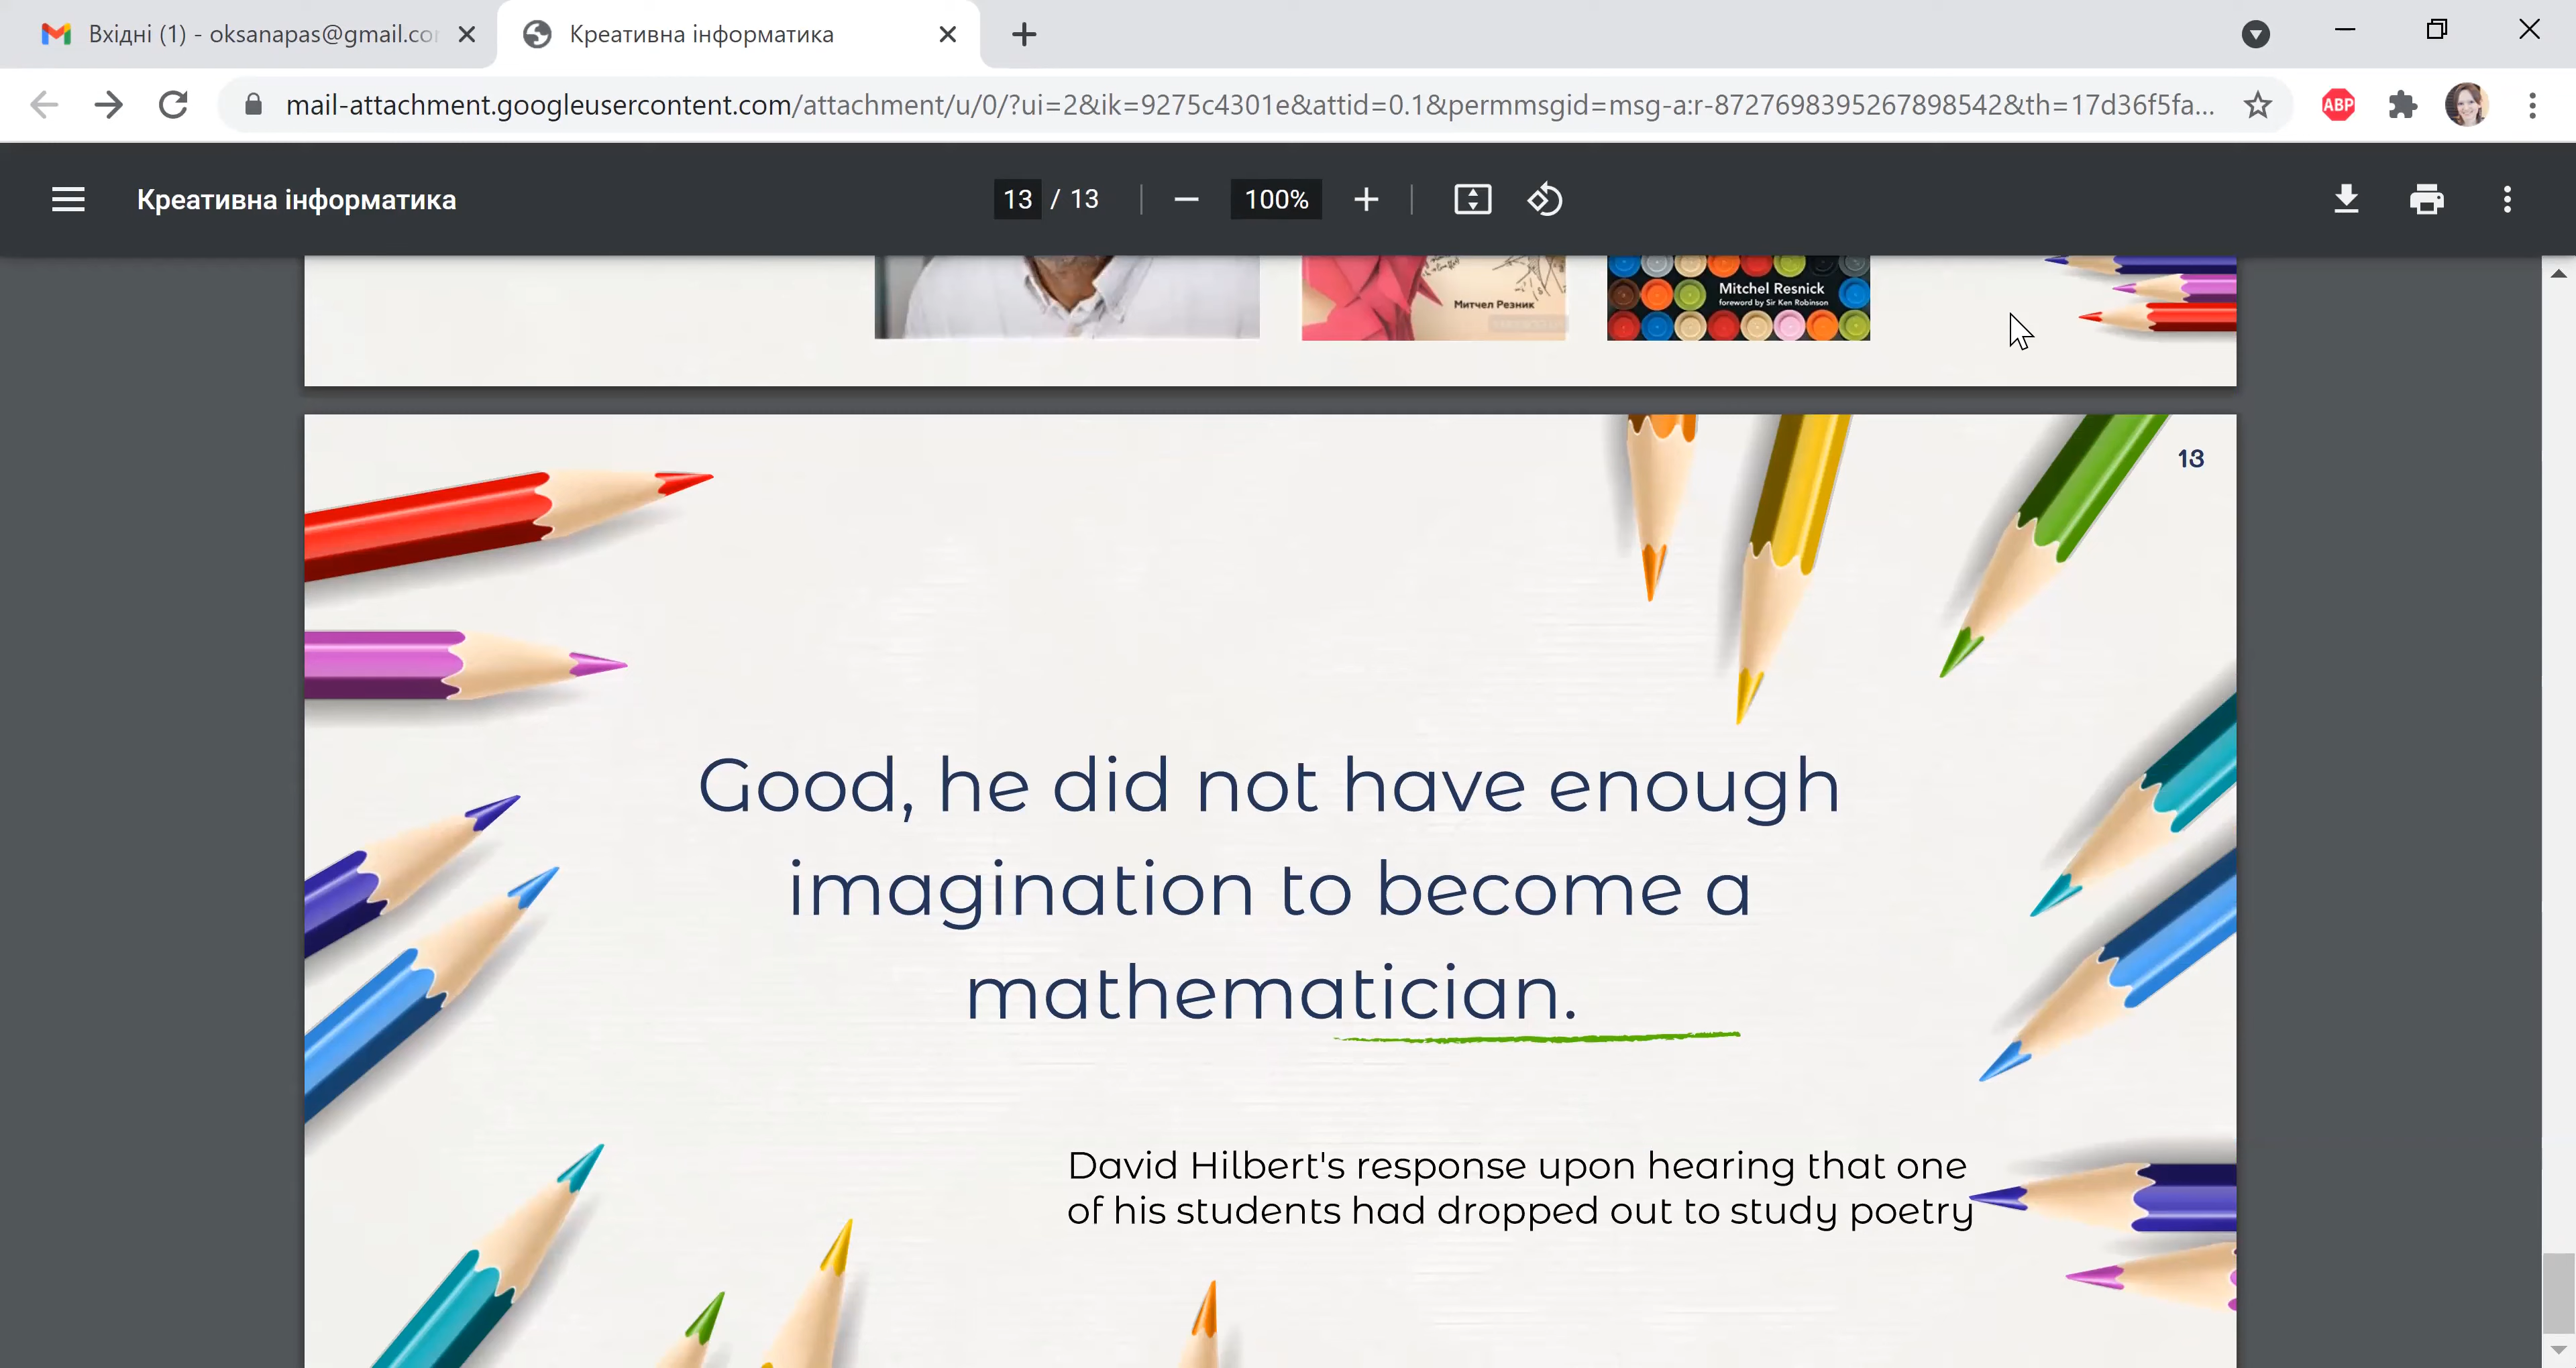 Вхідні (1) - oksanapas@gmail.co
Креативна інформатика
mail-attachment.googleusercontent.com/attachment/u/0/?ui=2&ik=9275c4301e&attid=0.1&permmsgid=msg-a:r-8727698395267898542&th=17d36f5fa...
ABP
Креативна інформатика
13 / 13
100%
Митчел Резник
Mitchel Resnick
foreword by Sir Ken Robinson
13
Good, he did not have enough
imagination to become a
mathematician.
David Hilbert's response upon hearing that one
of his students had dropped out to study poetry